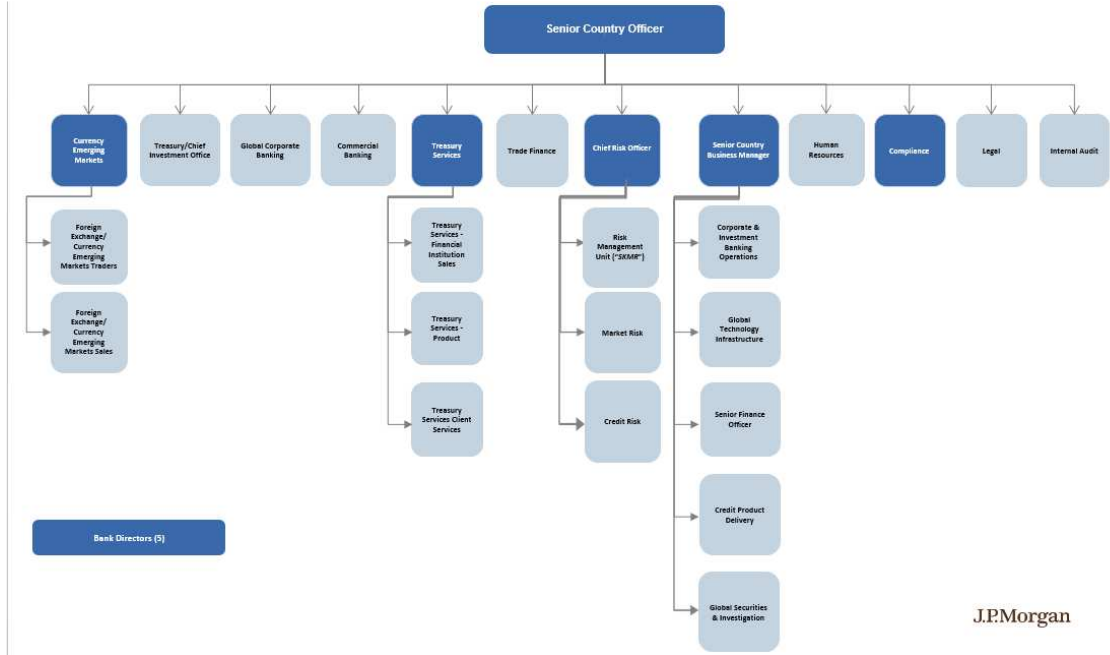 Senior Country Officer
Currency
Emerging
Markets
Treasury/Chief
Investment Office
Global Corporate
Banking
Commercial
Banking
Treasury
Services
Trade Finance
Chief Risk Officer
Senior Country
Business Manager
Human
Resources
Compliance
Legal
Internal Audit
Foreign
Exchange/
Currency
Emerging
Markets Traders
Foreign
Exchange/
Currency
Emerging
Markets Sales
Treasury
Services -
Financial
Institution
Sales
Treasury
Services -
Product
Treasury
Services Client
Services
Risk
Management
Unit ("SKMR")
Market Risk
Credit Risk
Corporate &
Investment
Banking
Operations
Global
Technology
Infrastructure
Senior Finance
Officer
Credit Product
Delivery
Global Securities
& Investigation
Bank Directors (5)
J.P.Morgan